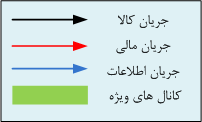 جریان کالا
جریان مالی
جریان اطلاعات
کانال های ویژه